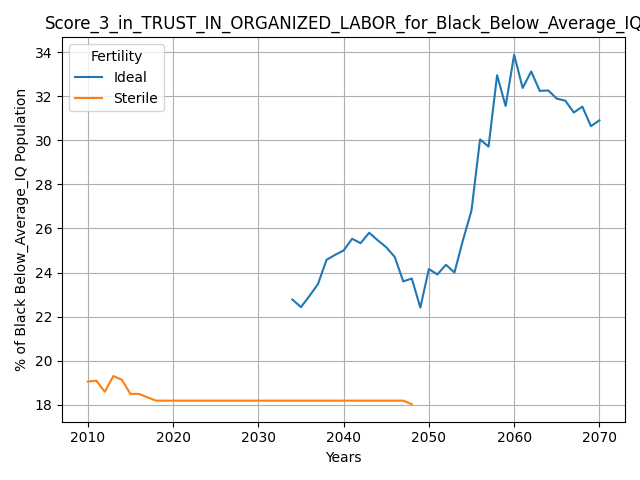 Score_3_in_TRUST_IN_ORGANIZED_LABOR_for_Black_Below_Average_IQ
Fertility
Ideal
Sterile
% of Black Below_Average_IQ Population
34
32
30
28
26
24
22
20
18
2010 2020 2030 2040 2050 2060 2070
Years